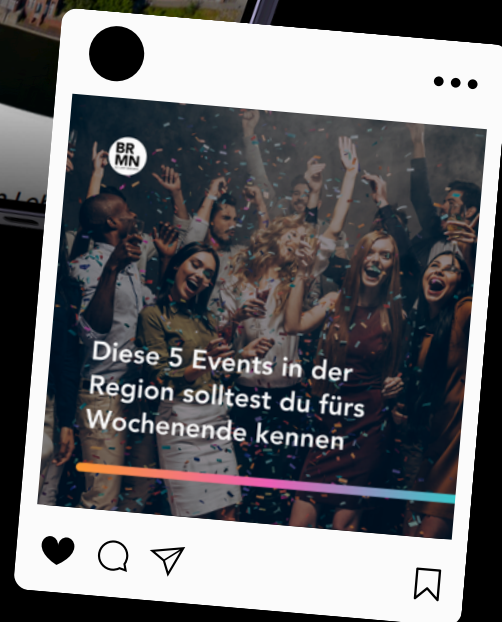 BR
MN
Diese 5 Events in der
Region solltest du fürs
Wochenende kennen